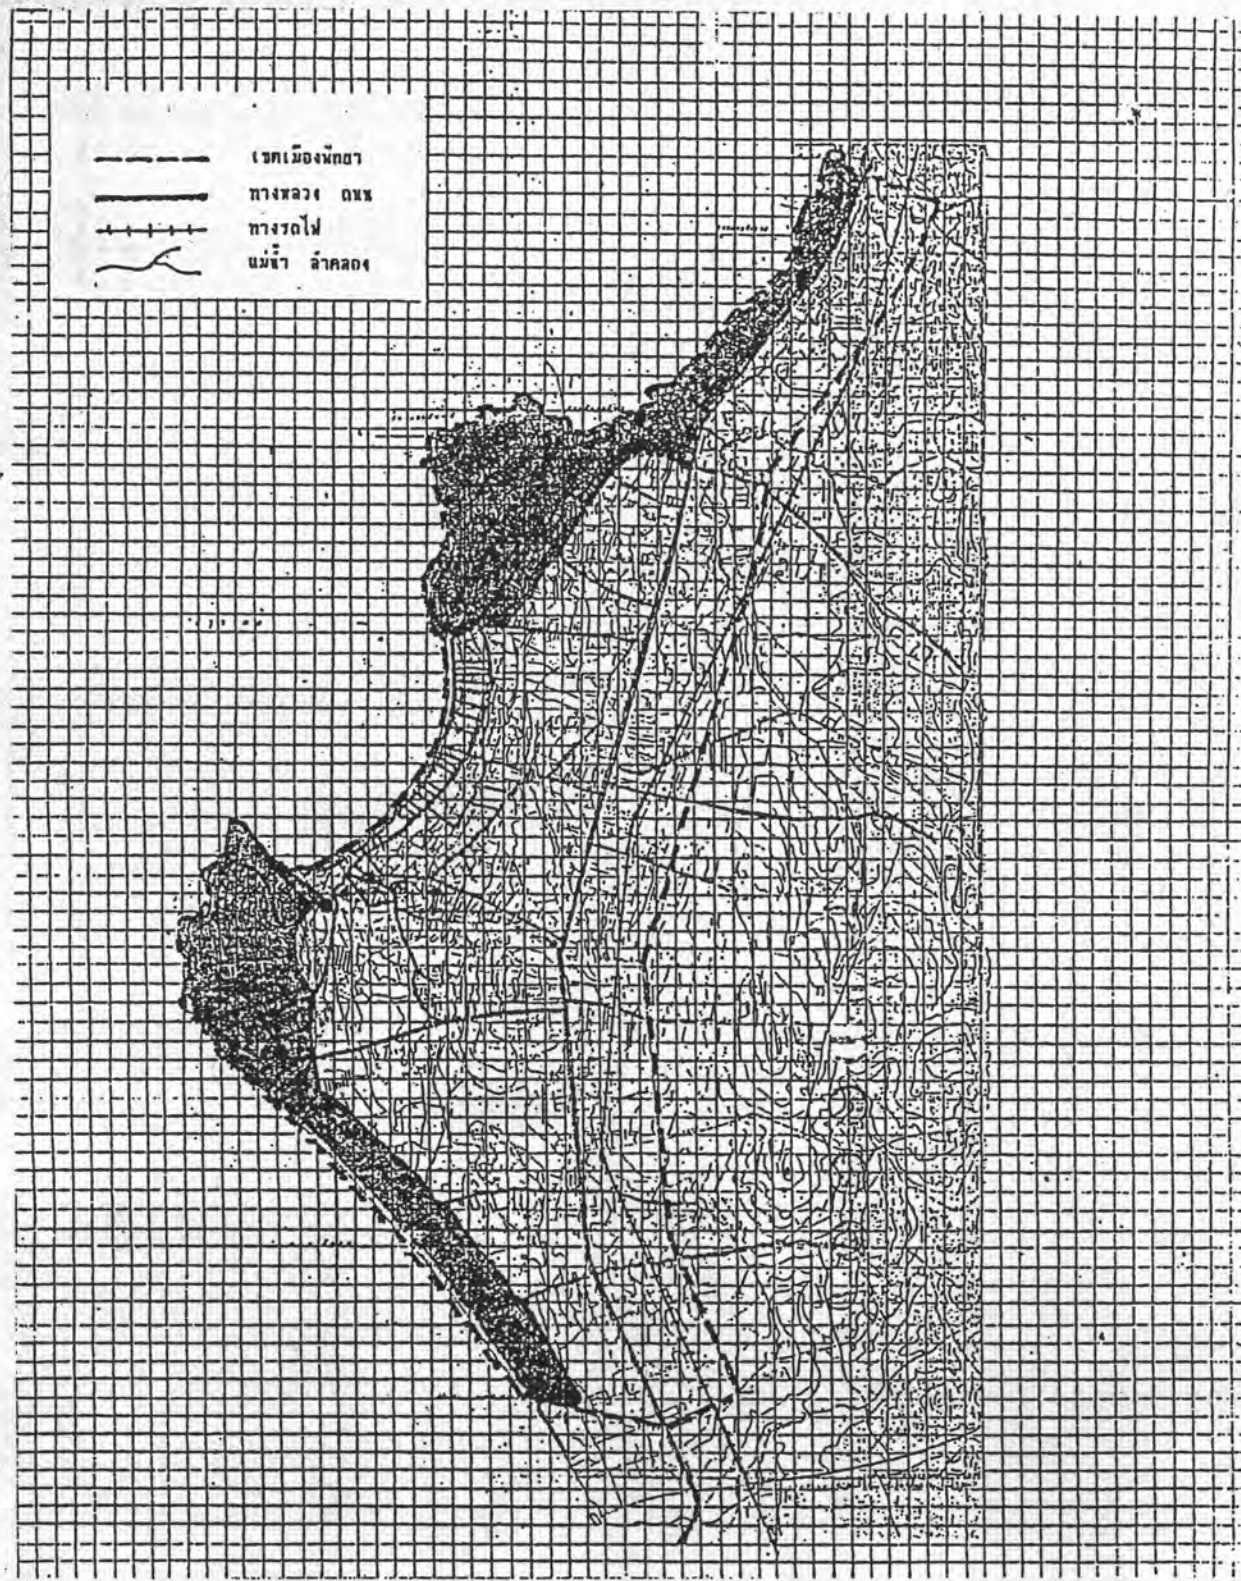 เขตเมืองพัทยา
ทางหลวง ถนน
ทางรถไฟ
แม่น้ำ ลำคลอง